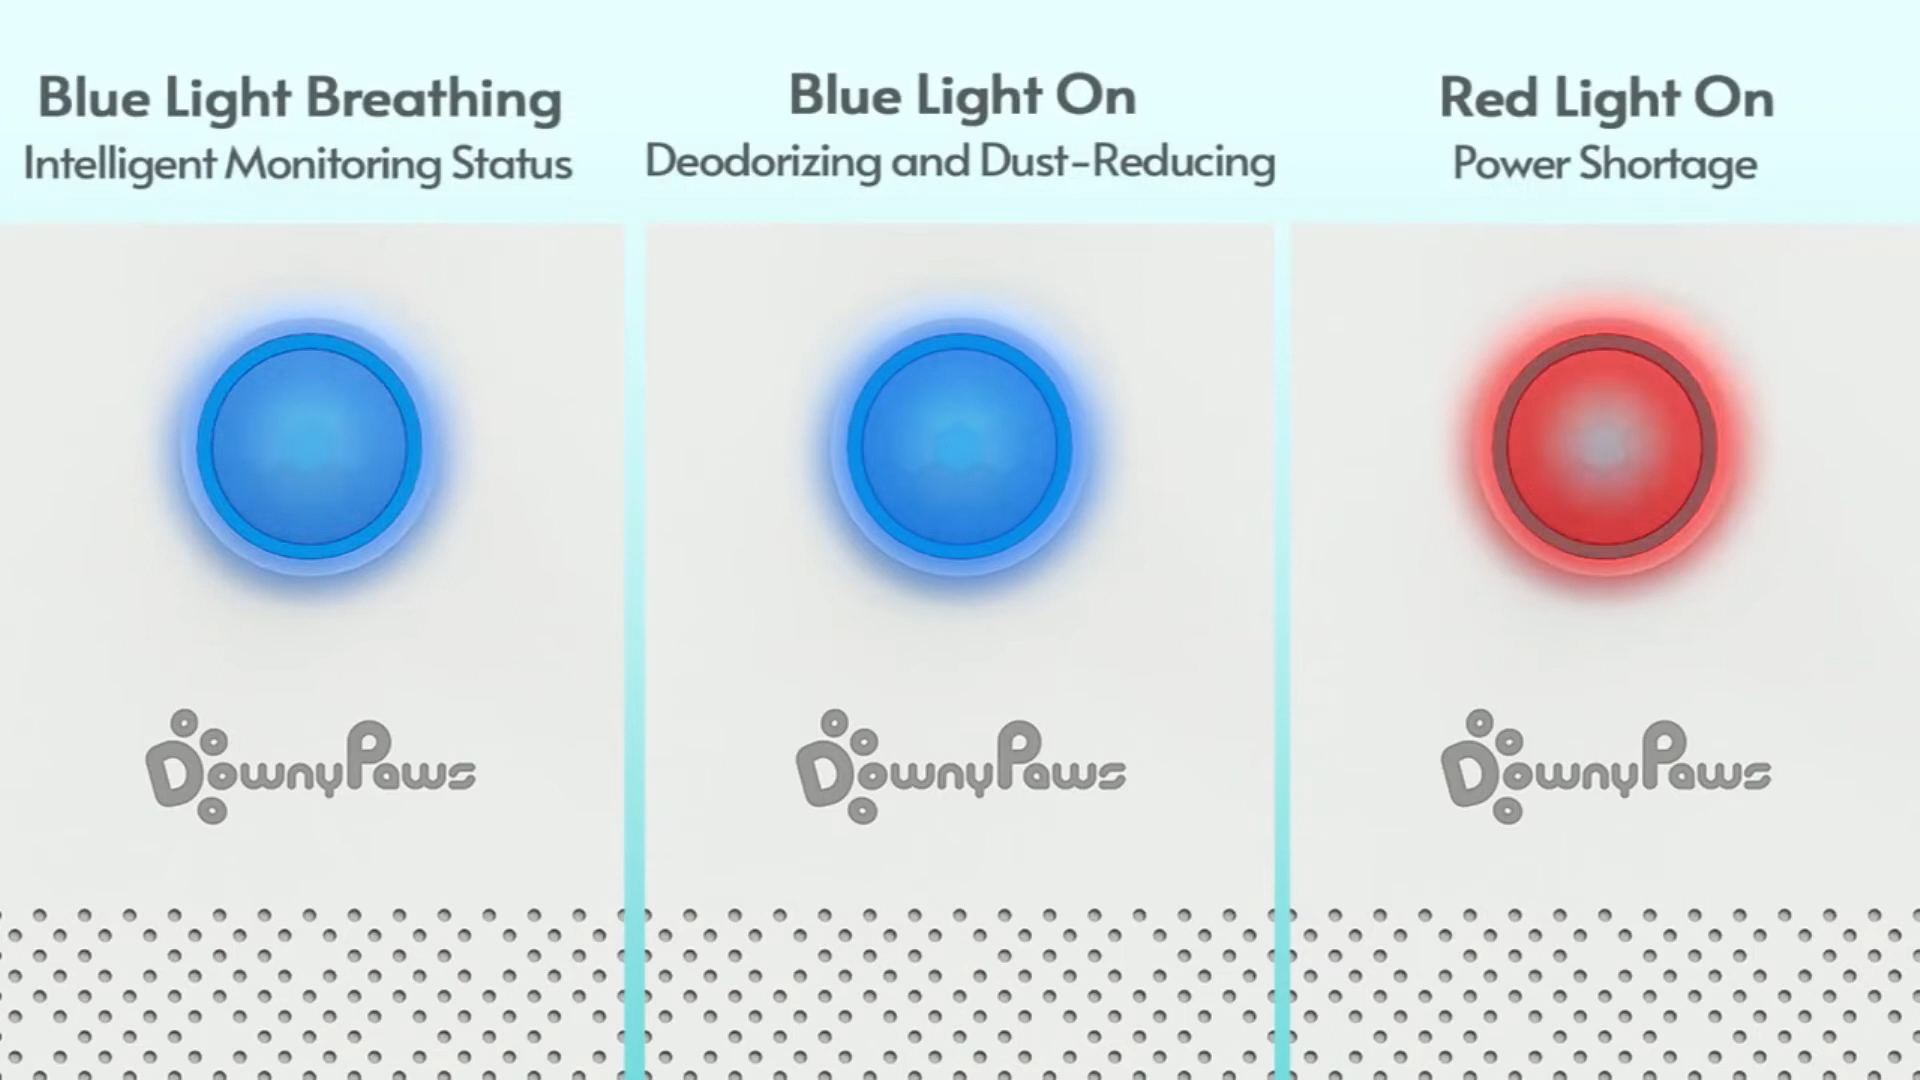 Blue Light Breathing
Intelligent Monitoring Status
Blue Light On
Deodorizing and Dust-Reducing
Red Light On
Power Shortage
DownyPaws
DownyPaws
DownyPaws